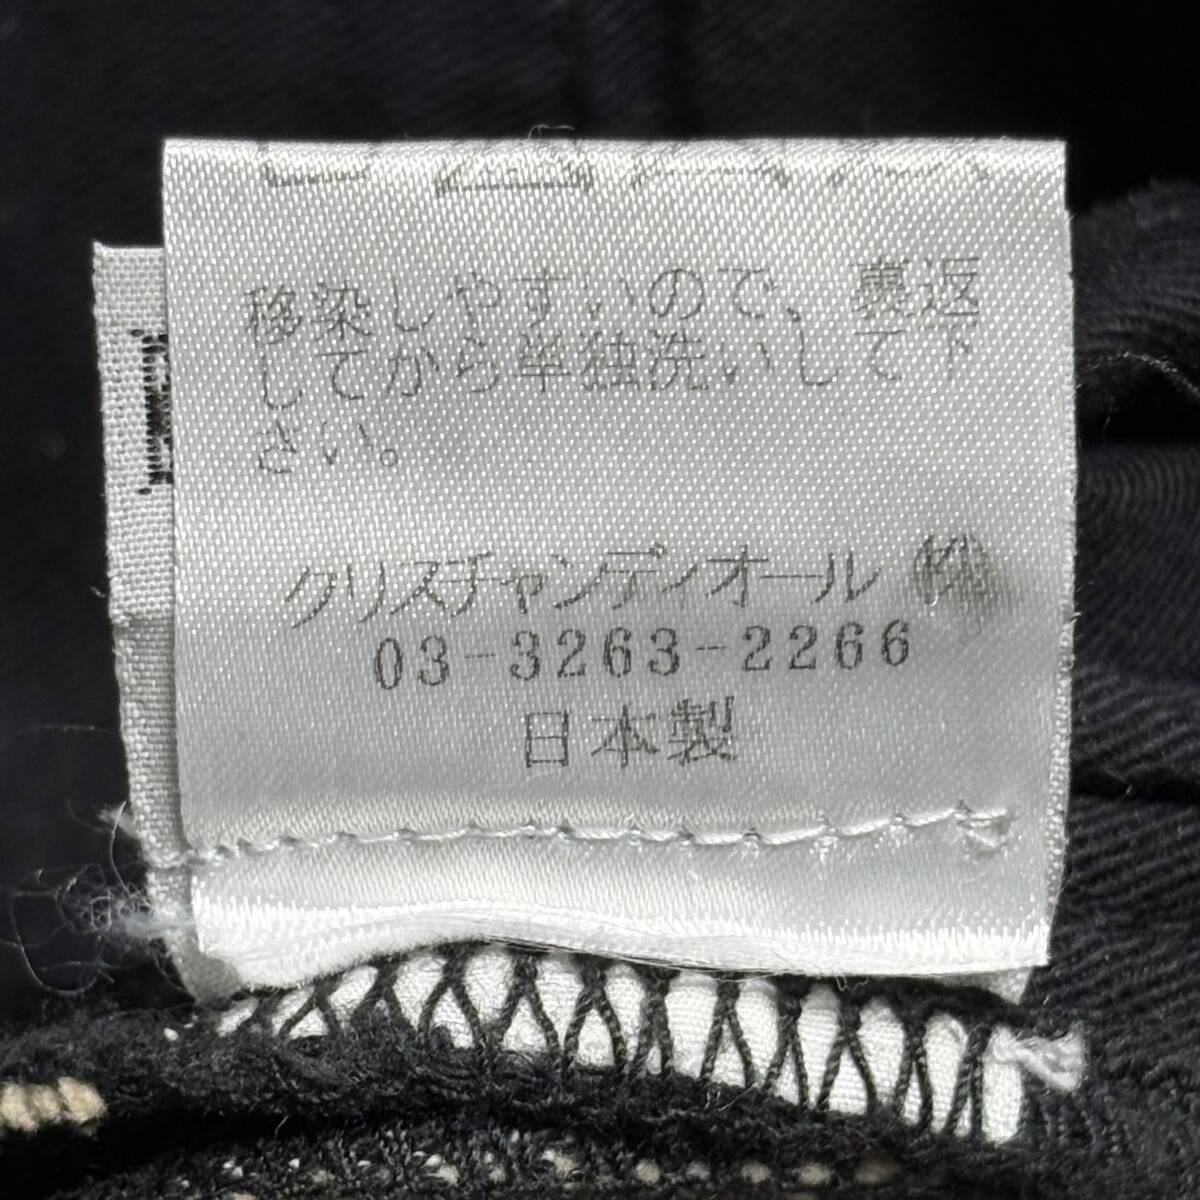 移染しやすいので、裏返
してから単独洗いして下
さい。
クリスチャンディオール㈱
03-3263-2266
日本製